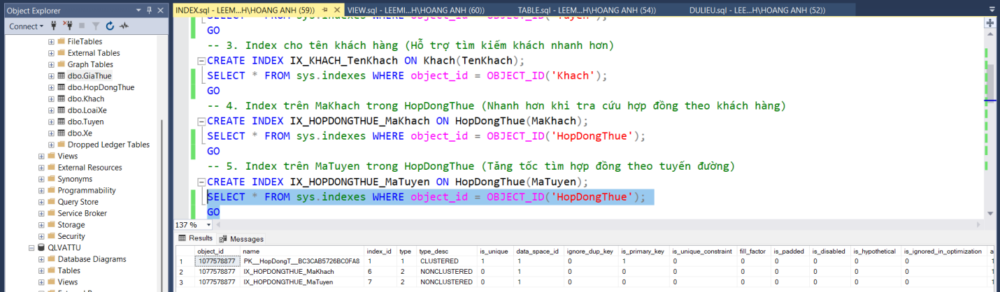 Object Explorer
INDEX.sql - LEEM...H\HOANG ANH (59))
VIEW.sql - LEEMI...H\HOANG ANH (60))
TABLE.sql - LEEM...H\HOANG ANH (54))
DULIEU.sql - LEE...H\HOANG ANH (52))
Connect
FileTables
External Tables
Graph Tables
dbo.GiaThue
dbo.HopDongThue
dbo.Khach
dbo.LoaiXe
dbo.Tuyen
dbo.Xe
Dropped Ledger Tables
Views
External Resources
Synonyms
Programmability
Query Store
Service Broker
Storage
Security
QLVATTU
Database Diagrams
Tables
Views
GO
-- 3. Index cho tên khách hàng (Hỗ trợ tìm kiếm khách nhanh hơn)
CREATE INDEX IX_KHACH_TenKhach ON Khach(TenKhach);
SELECT * FROM sys.indexes WHERE object_id = OBJECT_ID('Khach');
GO
-- 4. Index trên MaKhach trong HopDongThue (Nhanh hơn khi tra cứu hợp đồng theo khách hàng)
CREATE INDEX IX_HOPDONGTHUE_MaKhach ON HopDongThue(MaKhach);
SELECT * FROM sys.indexes WHERE object_id = OBJECT_ID('HopDongThue');
GO
-- 5. Index trên MaTuyen trong HopDongThue (Tăng tốc tìm hợp đồng theo tuyến đường)
CREATE INDEX IX_HOPDONGTHUE_MaTuyen ON HopDongThue(MaTuyen);
SELECT * FROM sys.indexes WHERE object_id = OBJECT_ID('HopDongThue');
GO
137 %
Results Messages
object_id name index_id type type_desc is_unique data_space_id ignore_dup_key is_primary_key is_unique_constraint fill_factor is_padded is_disabled is_hypothetical is_ignored_in_optimization
1 1077578877 PK__HopDongT__BC3CAB5726BC0FA8 1 1 CLUSTERED 1 1 0 1 0 0 0 0 0 0 1
2 1077578877 IX_HOPDONGTHUE_MaKhach 6 2 NONCLUSTERED 0 1 0 0 0 0 0 0 0 0 1
3 1077578877 IX_HOPDONGTHUE_MaTuyen 7 2 NONCLUSTERED 0 1 0 0 0 0 0 0 0 0 1